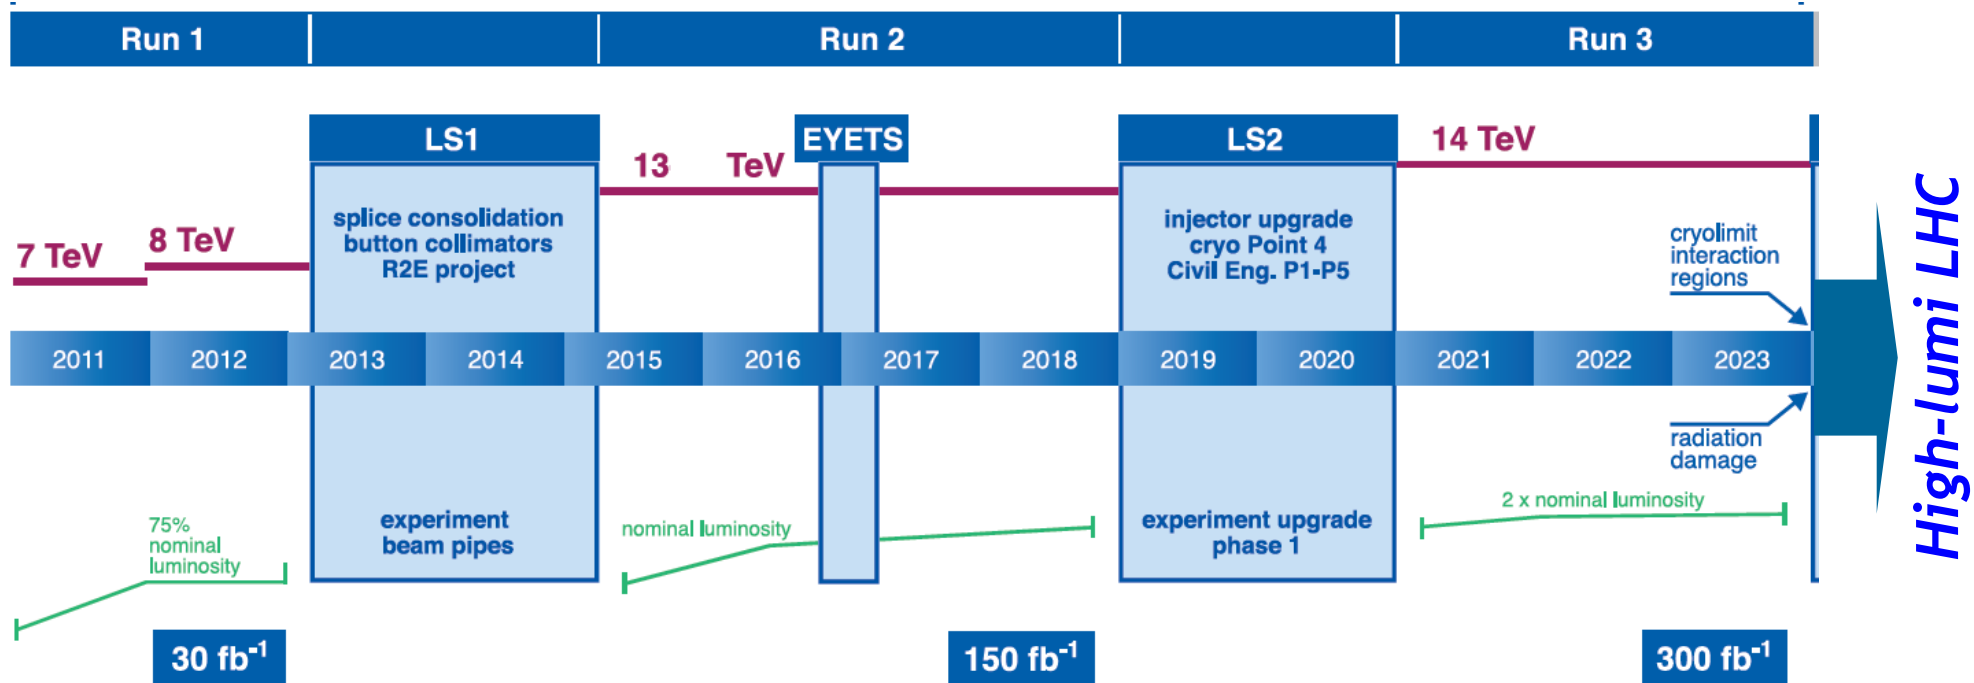 Run 1
Run 2
Run 3
LS1
EYETS
LS2
14 TeV
13 TeV
7 TeV
8 TeV
splice consolidation
button collimators
R2E project
injector upgrade
cryo Point 4
Civil Eng. P1-P5
cryolimit
interaction
regions
High-lumi LHC
2011
2012
2013
2014
2015
2016
2017
2018
2019
2020
2021
2022
2023
radiation
damage
75%
nominal
luminosity
experiment
beam pipes
nominal luminosity
experiment upgrade
phase 1
2 x nominal luminosity
30 fb⁻¹
150 fb⁻¹
300 fb⁻¹